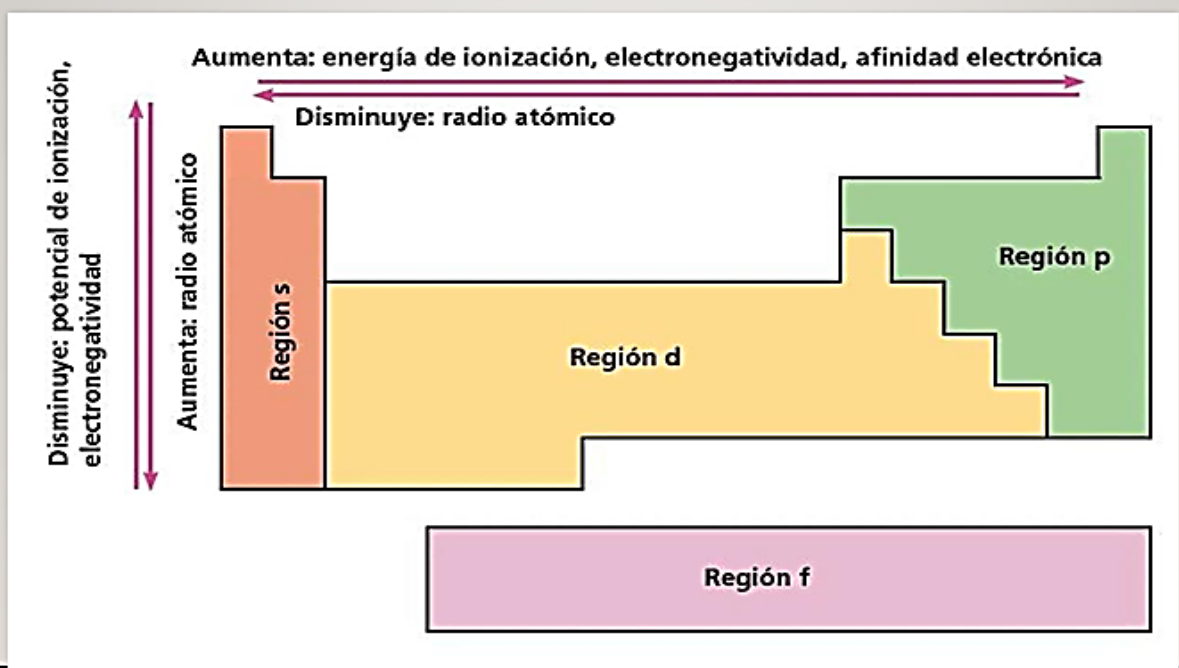 Aumenta: energía de ionización, electronegatividad, afinidad electrónica
Disminuye: radio atómico
Disminuye: potencial de ionización,
electronegatividad
Aumenta: radio atómico
Región s
Región p
Región d
Región f